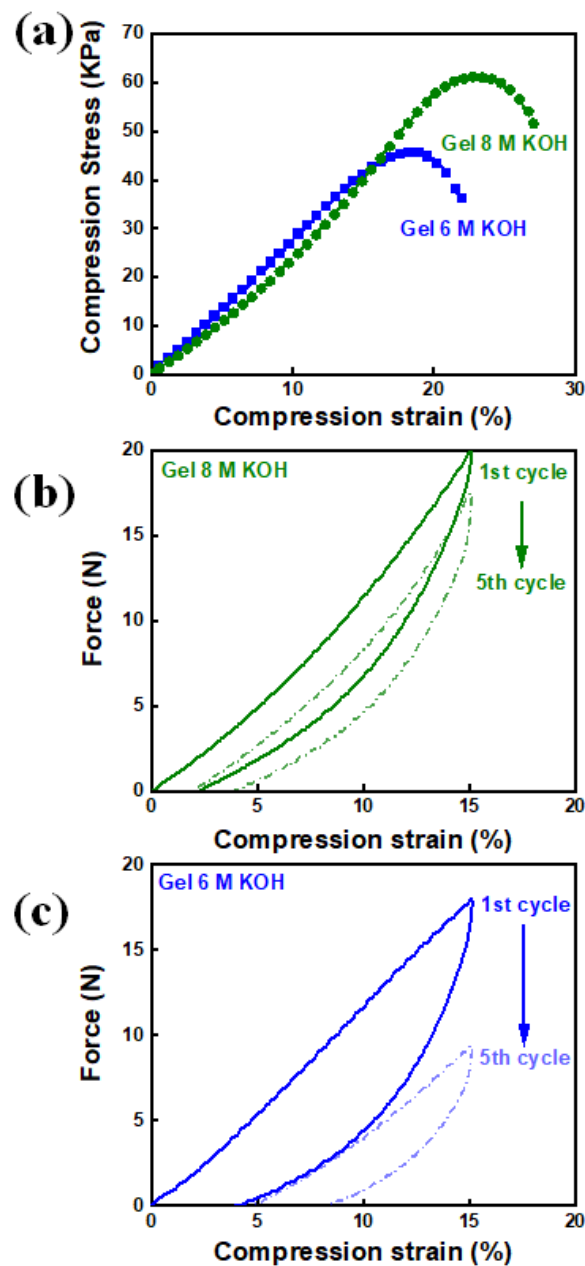 (a)
Compression Stress (KPa)
70
60
50
40
30
20
10
0
Gel 8 M KOH
Gel 6 M KOH
0 10 20 30
Compression strain (%)
(b)
Force (N)
20
15
10
5
0
Gel 8 M KOH
1st cycle
5th cycle
0 5 10 15 20
Compression strain (%)
(c)
Force (N)
20
15
10
5
0
Gel 6 M KOH
1st cycle
5th cycle
0 5 10 15 20
Compression strain (%)